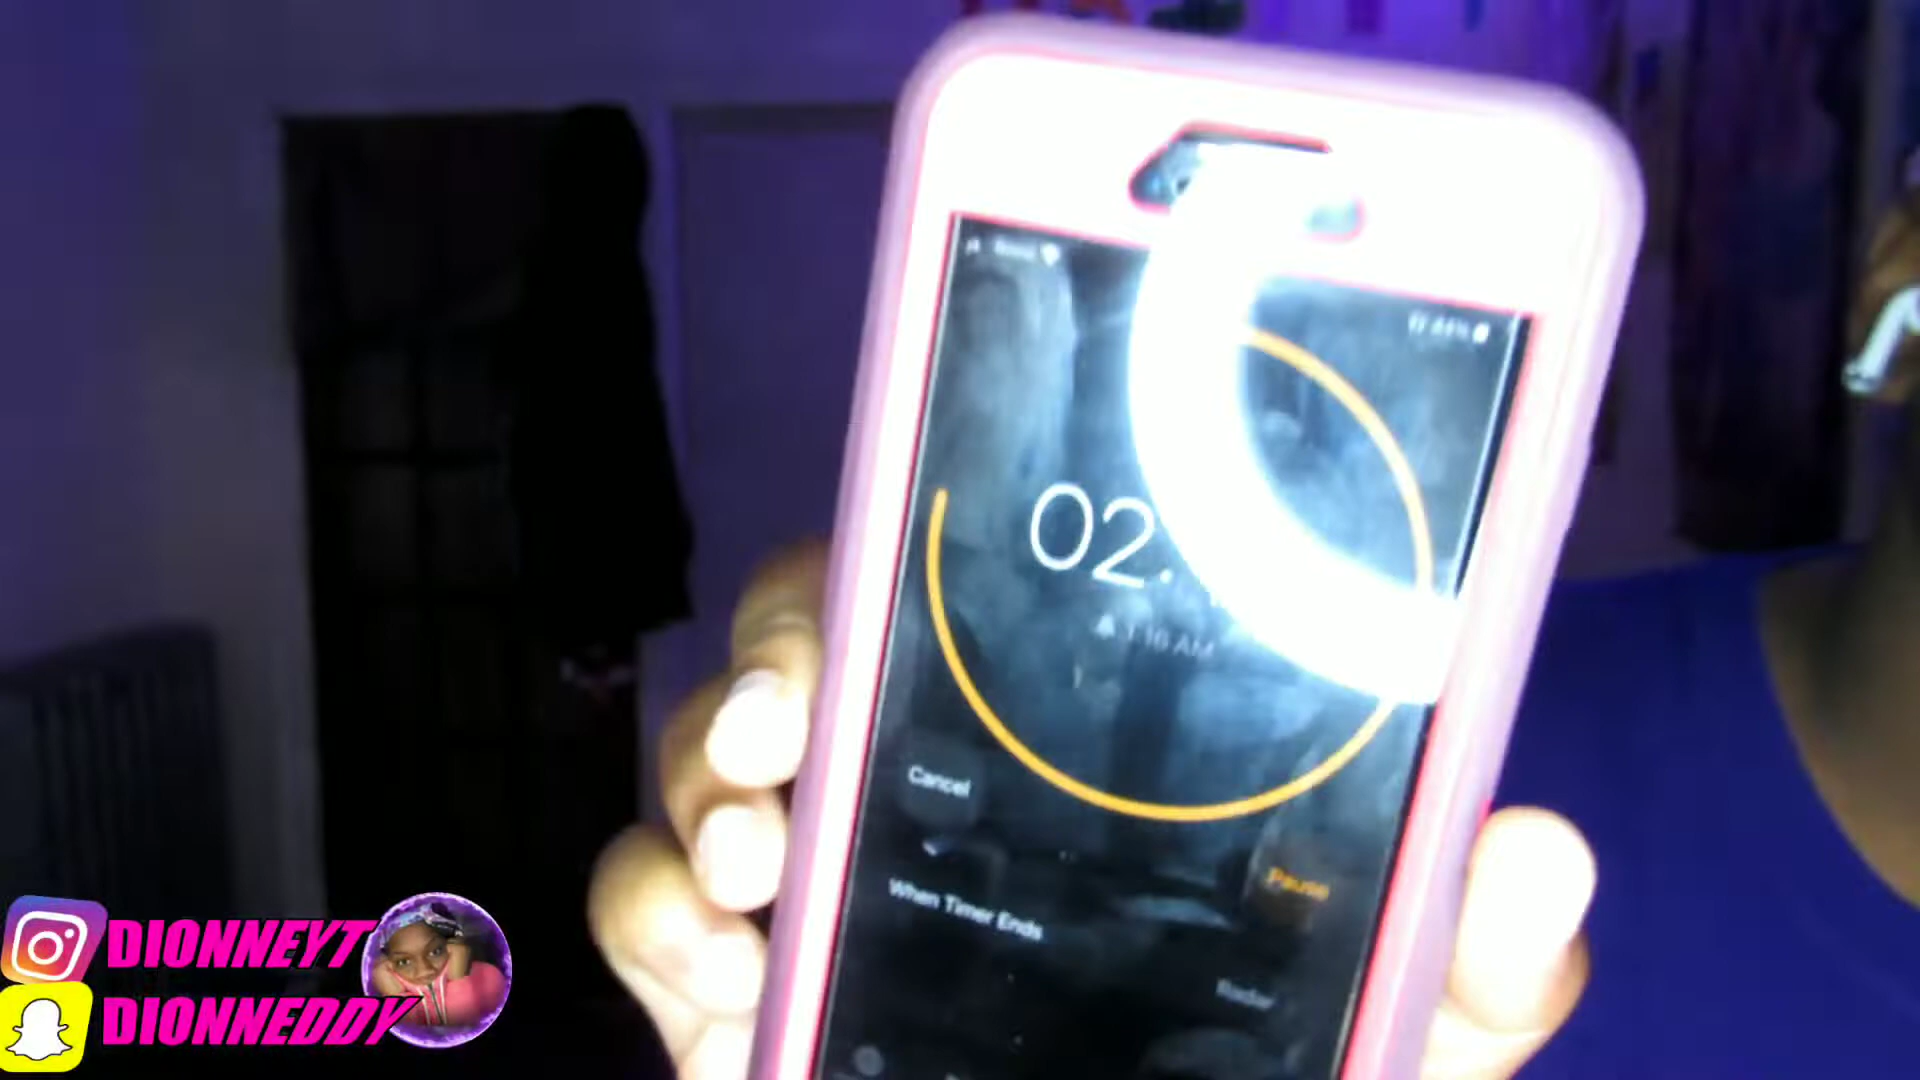 02.
1:16 AM
Cancel
Pause
When Timer Ends
Radar
DIONNEYT
DIONNEDDY